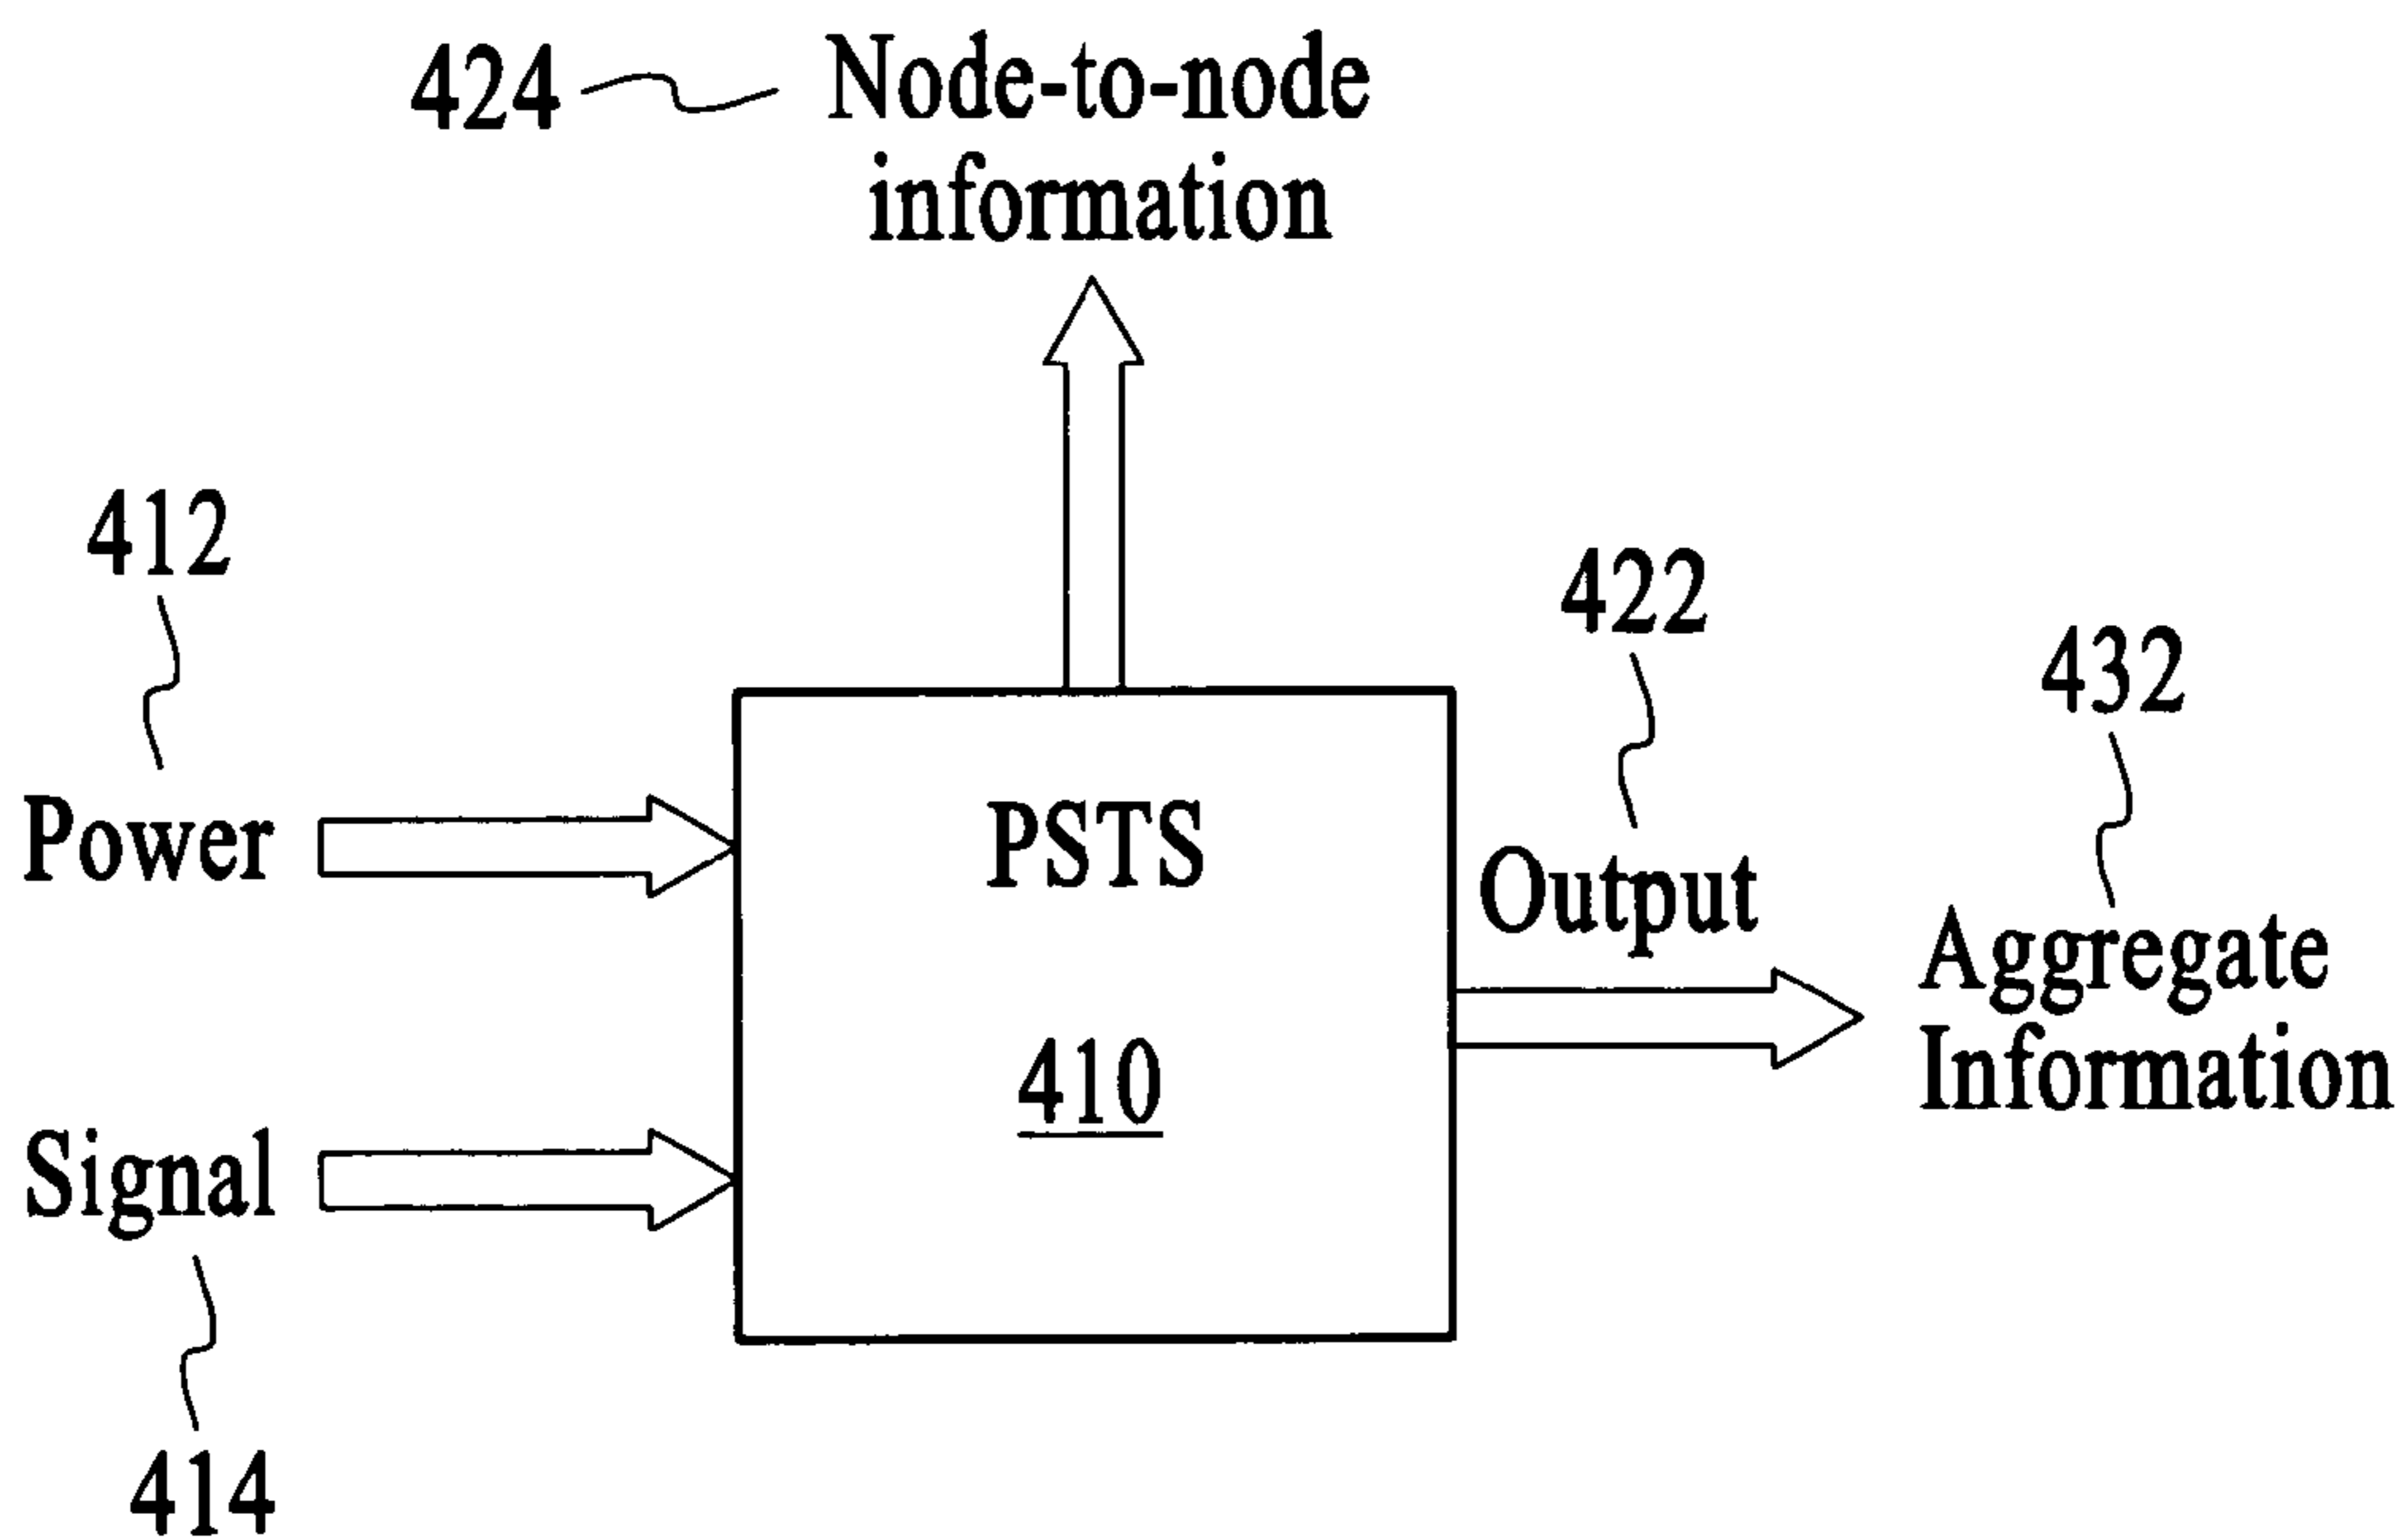 424
Node-to-node
information
412
422
432
Power
PSTS
Output
Aggregate
Information
410
Signal
414